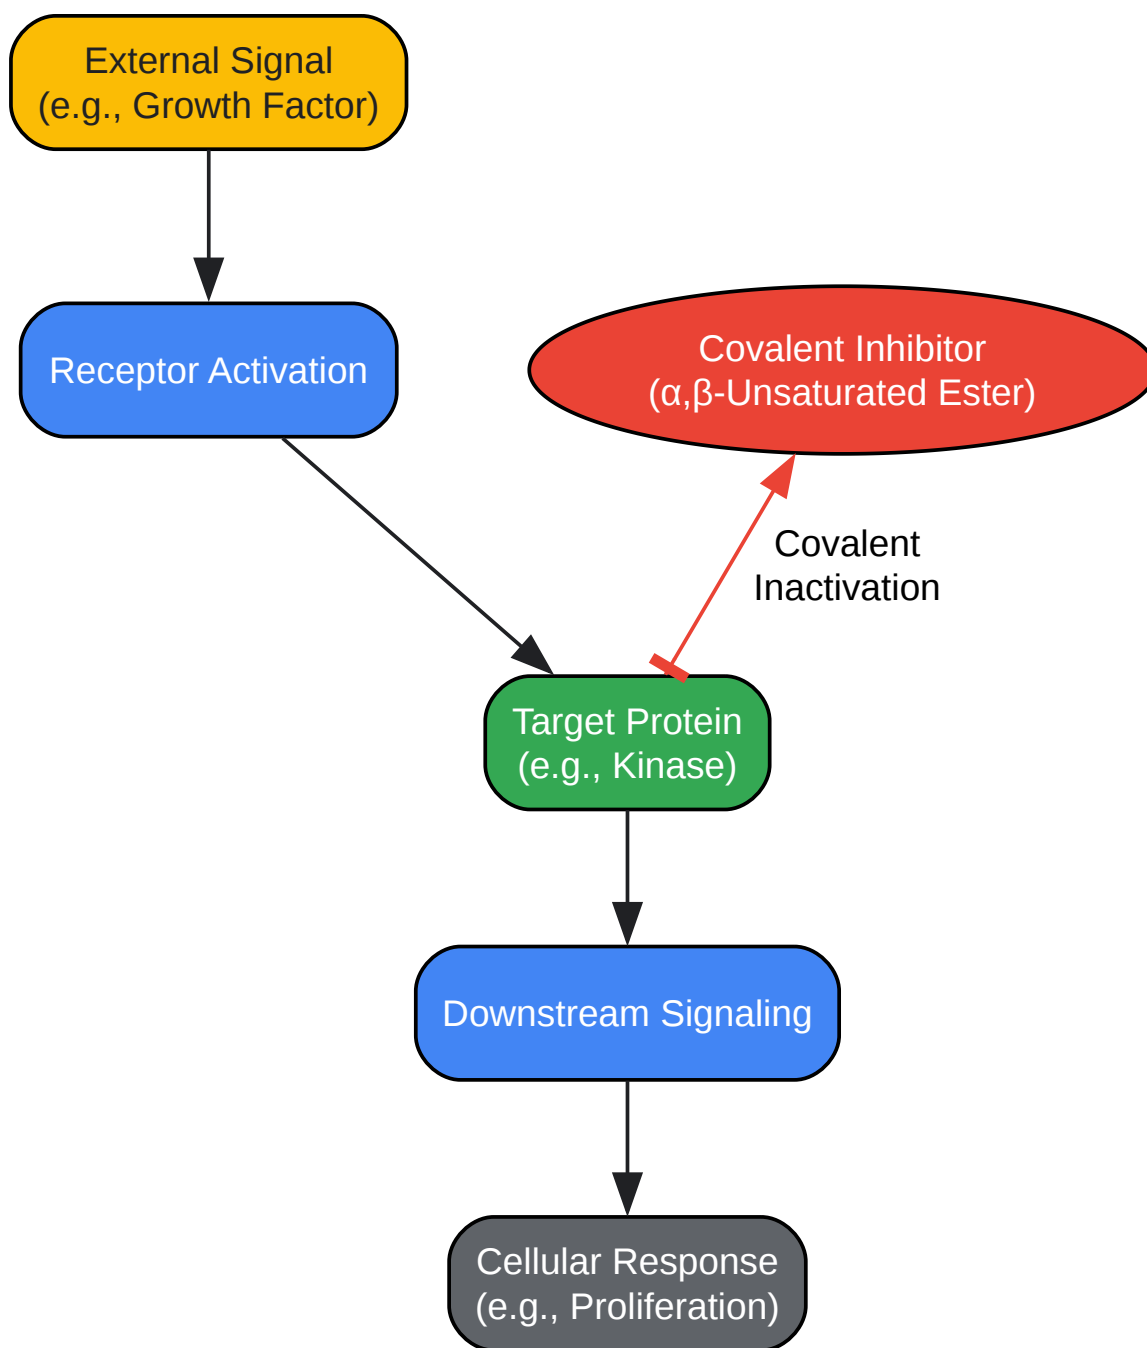 External Signal
(e.g., Growth Factor)
Receptor Activation
Covalent Inhibitor
(α,β-Unsaturated Ester)
Covalent
Inactivation
Target Protein
(e.g., Kinase)
Downstream Signaling
Cellular Response
(e.g., Proliferation)